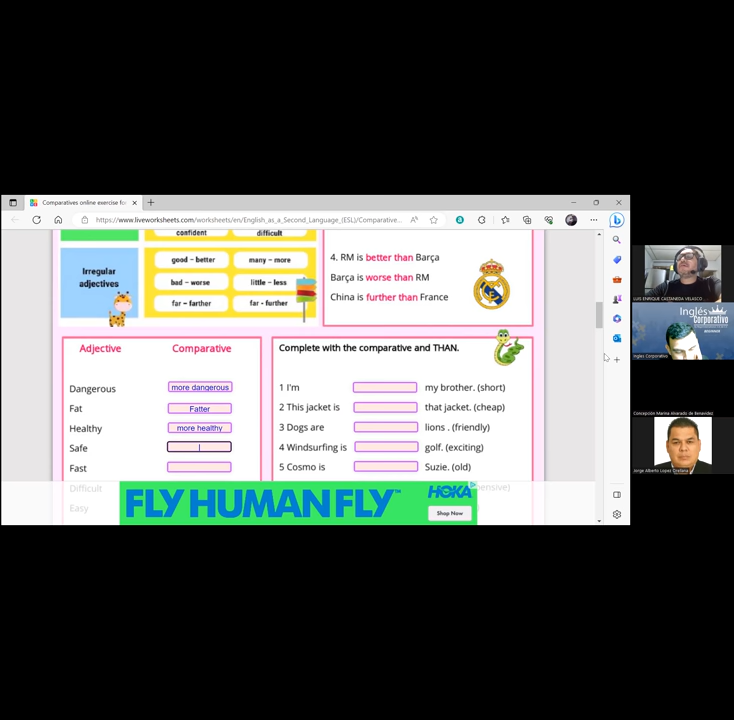 Comparatives online exercise fo
https://www.liveworksheets.com/worksheets/en/English_as_a_Second_Language_(ESL)/Comparative...
confident
difficult
Irregular
adjectives
good – better
many – more
bad – worse
little – less
far – farther
far - further
4. RM is better than Barça
Barça is worse than RM
China is further than France
Adjective
Comparative
Dangerous
more dangerous
Fat
Fatter
Healthy
more healthy
Safe
Fast
Difficult
Easy
Complete with the comparative and THAN.
1 I'm my brother. (short)
2 This jacket is that jacket. (cheap)
3 Dogs are lions . (friendly)
4 Windsurfing is golf. (exciting)
5 Cosmo is Suzie. (old)
ensive)
FLY HUMAN FLY™
HOKA
Shop Now
LUIS ENRIQUE CASTANEDA VELASCO
Inglés
Corporativo
Inglés Corporativo
Concepción Marina Alvarado de Benavides
Jorge Alberto Lopez Orellana